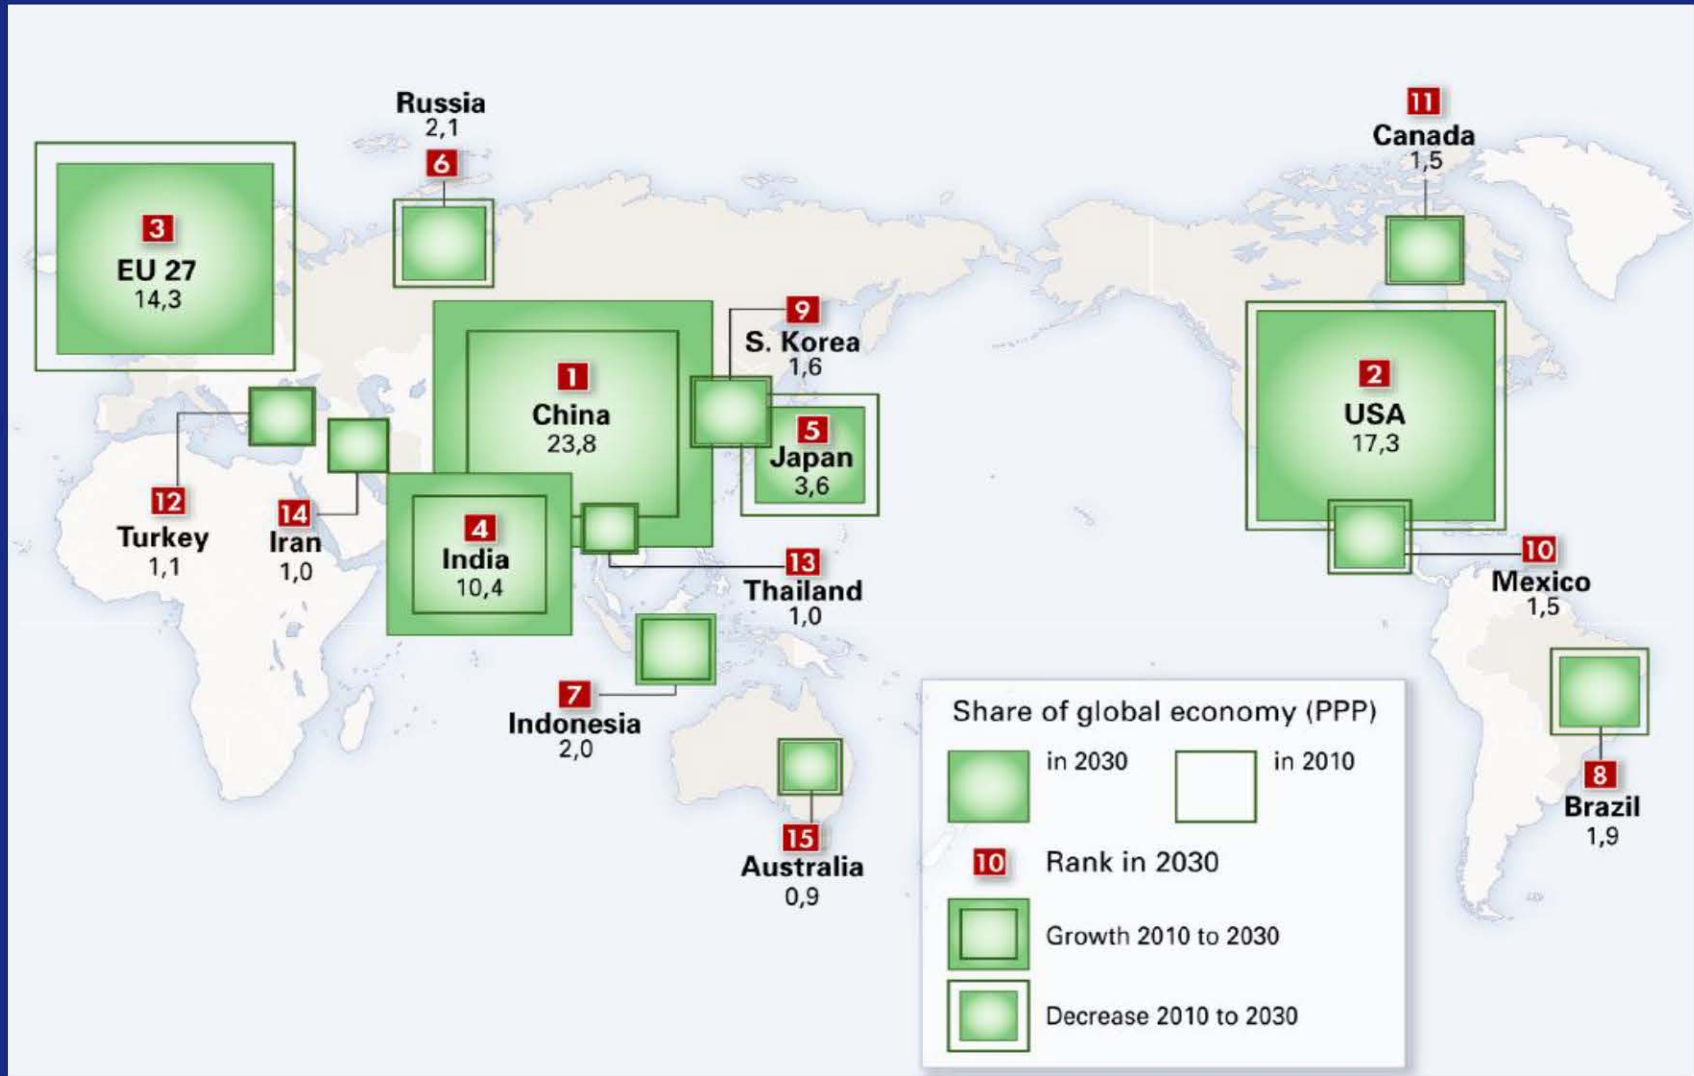 Russia
2,1
6
11
Canada
1,5
3
EU 27
14,3
9
S. Korea
1,6
1
China
23,8
2
USA
17,3
5
Japan
3,6
12
Turkey
1,1
14
Iran
1,0
4
India
10,4
13
Thailand
1,0
10
Mexico
1,5
7
Indonesia
2,0
8
Brazil
1,9
15
Australia
0,9
Share of global economy (PPP)
in 2030
in 2010
10
Rank in 2030
Growth 2010 to 2030
Decrease 2010 to 2030